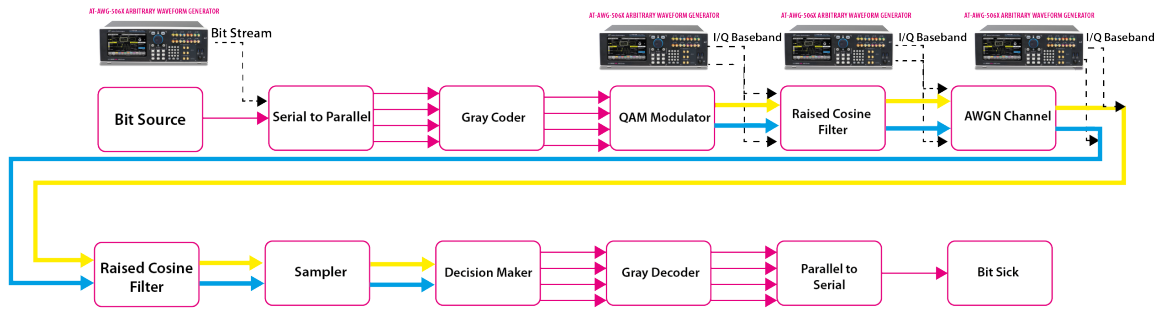 AT-AWG-506X ARBITRARY WAVEFORM GENERATOR
AT-AWG-506X ARBITRARY WAVEFORM GENERATOR
AT-AWG-506X ARBITRARY WAVEFORM GENERATOR
AT-AWG-506X ARBITRARY WAVEFORM GENERATOR
Bit Stream
I/Q Baseband
I/Q Baseband
I/Q Baseband
Bit Source
Serial to Parallel
Gray Coder
QAM Modulator
Raised Cosine
Filter
AWGN Channel
Raised Cosine
Filter
Sampler
Decision Maker
Gray Decoder
Parallel to
Serial
Bit Sick